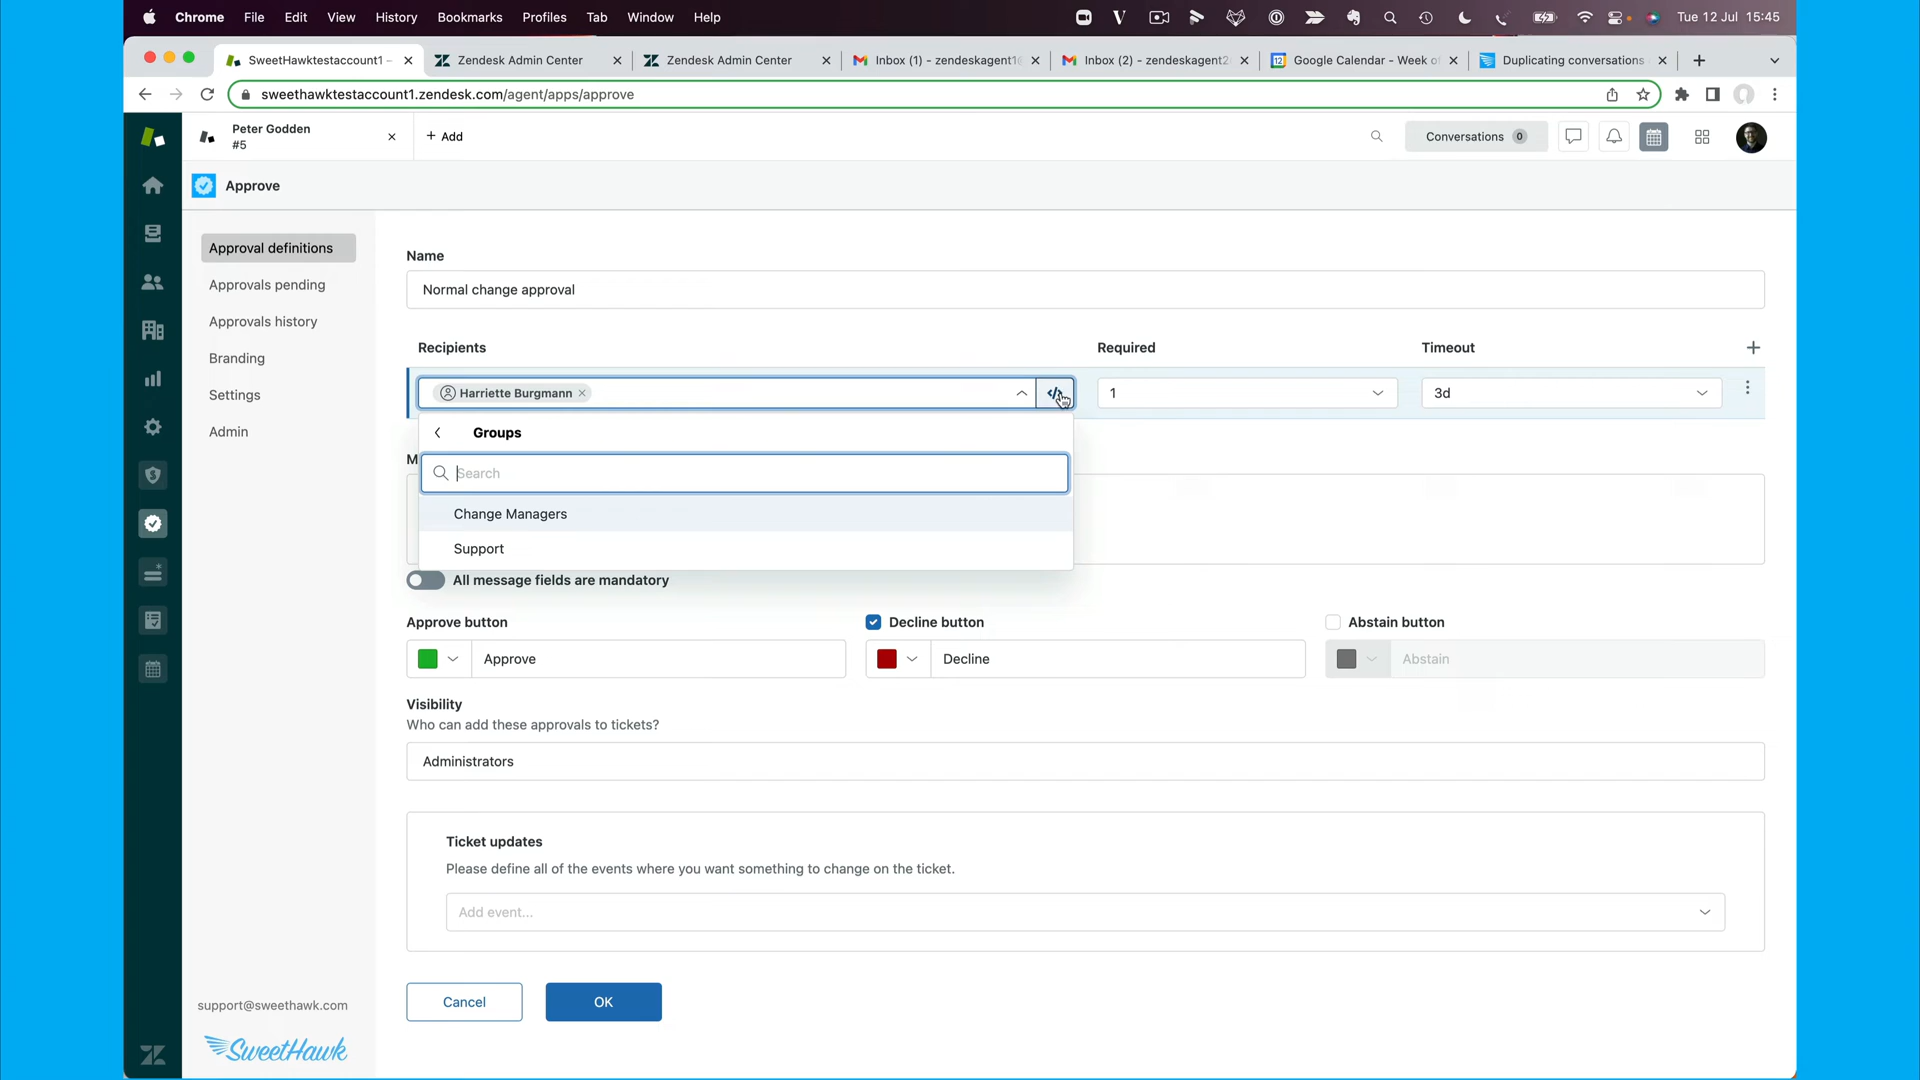 Chrome File Edit View History Bookmarks Profiles Tab Window Help Tue 12 Jul 15:45
SweetHawktestaccount1 – Zendesk Admin Center Zendesk Admin Center Inbox (1) - zendeskagent1 Inbox (2) - zendeskagent2 Google Calendar - Week of Duplicating conversations
sweethawktestaccount1.zendesk.com/agent/apps/approve
Peter Godden
#5
+ Add
Conversations 0
Approve
Approval definitions
Approvals pending
Approvals history
Branding
Settings
Admin
support@sweethawk.com
SweetHawk
Name
Normal change approval
Recipients Required Timeout
Harriette Burgmann 1 3d
Groups
Search
Change Managers
Support
M
All message fields are mandatory
Approve button Decline button Abstain button
Approve Decline Abstain
Visibility
Who can add these approvals to tickets?
Administrators
Ticket updates
Please define all of the events where you want something to change on the ticket.
Add event...
Cancel OK